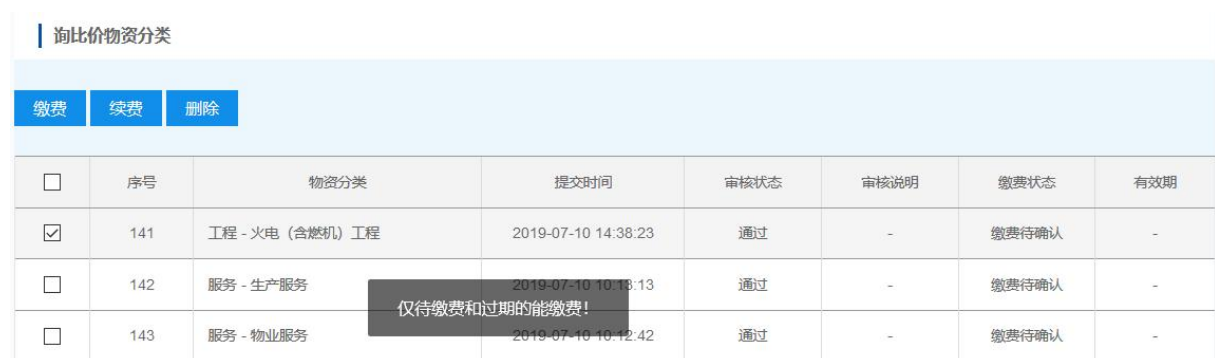 询比价物资分类
缴费 续费 删除
序号 物资分类 提交时间 审核状态 审核说明 缴费状态 有效期
141 工程 - 火电（含燃机）工程 2019-07-10 14:38:23 通过 - 缴费待确认 -
142 服务 - 生产服务 2019-07-10 10:13:13 通过 - 缴费待确认 -
仅待缴费和过期的能缴费！
143 服务 - 物业服务 2019-07-10 10:12:42 通过 - 缴费待确认 -